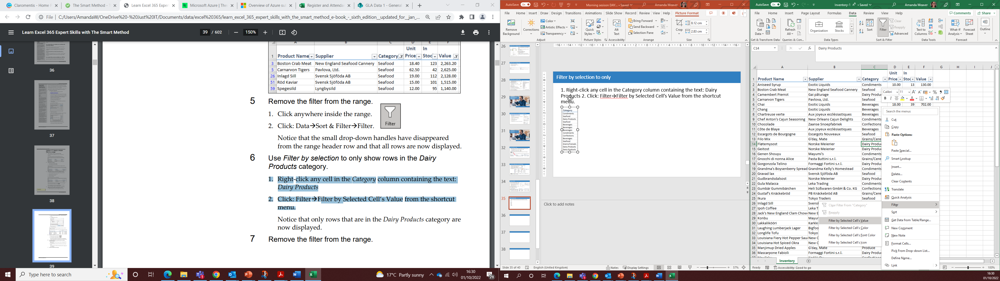 Claromentis - Home P
The Smart Method - T
Learn Excel 365 Exper
Microsoft Azure | The
Overview of Azure sub
Register and Attenda
GLA Data 1 - General
File | C:/Users/AmandaW/OneDrive%20-%20Just%20IT/Documents/data/excel%20365/learn_excel_365_expert_skills_with_the_smart_method_e-book_-_sixth_edition__updated_for__jan_...
Learn Excel 365 Expert Skills with The Smart Method
39 / 602
150%
36
37
38
39
A B C D E F
1 Product Name Supplier Category Unit Price In Stoc Value
3 Boston Crab Meat New England Seafood Cannery Seafood 18.40 123 2,263.20
5 Carnarvon Tigers Pavlova, Ltd. Seafood 62.50 42 2,625.00
26 Inlagd Sill Svensk Sjöföda AB Seafood 19.00 112 2,128.00
51 Röd Kaviar Svensk Sjöföda AB Seafood 15.00 101 1,515.00
59 Spegesild Lyngbysild Seafood 12.00 95 1,140.00
5 Remove the filter from the range.
1. Click anywhere inside the range.
2. Click: Data→Sort & Filter→Filter.
Filter
Notice that the small drop-down handles have disappeared
from the range header row and that all rows are now displayed.
6 Use Filter by selection to only show rows in the Dairy
Products category.
1. Right-click any cell in the Category column containing the text:
Dairy Products
2. Click: Filter→Filter by Selected Cell's Value from the shortcut
menu.
Notice that only rows that are in the Dairy Products category are
now displayed.
7 Remove the filter from the range.
Type here to search
17°C Partly sunny
16:30
01/10/2022
28
AutoSave On
Morning sesison DAY... • Saved
Amanda Weaver
File Home Insert Draw Design Transitions Animations Slide Show Record Review View Help Picture Format
Remove Background
Corrections
Color
Artistic Effects
Transparency
Adjust
Quick Styles
Picture Styles
Alt Text
Accessibility
Bring Forward
Send Backward
Selection Pane
Arrange
Crop
8.12 cm
2.83 cm
Size
26
27
28
29
30
31
32
33
34
35
36
37
38
Filter by selection to only
1. Right-click any cell in the Category column containing the text: Dairy
Products 2. Click: Filter→Filter by Selected Cell's Value from the shortcut
menu.
Category
Condiments
Seafood
Dairy Products
Seafood
Beverages
Beverages
Beverages
Condiments
Confections
Beverages
Seafood
Grains/Cereals
Dairy Products
Dairy Products
Click to add notes
Slide 35 of 40
English (United Kingdom)
Notes
Display Settings
57%
AutoSave On
Inventory-1 • Saved
Amanda Weaver
File Home Insert Page Layout Formulas Data Review View Help
Comments
Share
Get Data
Get & Transform Data
Refresh All
Queries & Con...
Organization
Stocks
Data Types
Sort
Filter
Clear
Reapply
Advanced
Sort & Filter
Text to Columns
Data Tools
What-If Analysis
Forecast Sheet
Forecast
Outline
C14
Dairy Products
A B C D E F G H I J
1 Product Name Supplier Category Unit Price In Stoc Value
2 Aniseed Syrup Exotic Liquids Condiments 10.00 13 130.00
3 Boston Crab Meat New England Seafood Cannery Seafood
4 Camembert Pierrot Gai pâturage Dairy Produ
5 Carnarvon Tigers Pavlova, Ltd. Seafood
6 Chai Exotic Liquids Beverages 18.00 39 702.00
7 Chang Exotic Liquids Beverages
8 Chartreuse verte Aux joyeux ecclésiastiques Beverages
9 Chef Anton's Cajun Seasoning New Orleans Cajun Delights Condiments
10 Chocolade Zaanse Snoepfabriek Confections
11 Côte de Blaye Aux joyeux ecclésiastiques Beverages
12 Escargots de Bourgogne Escargots Nouveaux Seafood
13 Filo Mix G'day, Mate Grains/Cere
14 Fløtemysost Norske Meierier Dairy Produ
15 Geitost Norske Meierier Dairy Produ
16 Genen Shouyu Mayumi's Condiments
17 Gnocchi di nonna Alice Pasta Buttini s.r.l. Grains/Cere
18 Gorgonzola Telino Formaggi Fortini s.r.l. Dairy Produ
19 Grandma's Boysenberry Spread Grandma Kelly's Homestead Condiments
20 Gravad lax Svensk Sjöföda AB Seafood
21 Gudbrandsdalsost Norske Meierier Dairy Produ
22 Gula Malacca Leka Trading Condiments
23 Gumbär Gummibärchen Heli Süßwaren GmbH & Co. KG Confections
24 Gustaf's Knäckebröd PB Knäckebröd AB Grains/Cere
25 Ikura Tokyo Traders Seafood
26 Inlagd Sill Svensk
27 Ipoh Coffee Leka T
28 Jack's New England Clam Chow New E
29 Konbu Mayur
30 Lakkalikööri Karkki
31 Laughing Lumberjack Lager Bigfoo
32 Longlife Tofu Tokyo
33 Louisiana Fiery Hot Pepper Sau New O
34 Louisiana Hot Spiced Okra New O
35 Manjimup Dried Apples G'day, Mate Produce
36 Mascarpone Fabioli Formaggi Fortini s.r.l. Dairy Produ
Calibri 11
Search the menus
Cut
Copy
Paste Options:
Paste Special...
Smart Lookup
Insert...
Delete...
Clear Contents
Translate
Quick Analysis
Filter
Sort
Get Data from Table/Range...
New Comment
New Note
Format Cells...
Pick From Drop-down List...
Define Name...
Link
Clear Filter From "Category"
Reapply
Filter by Selected Cell's Value
Filter by Selected Cell's Color
Filter by Selected Cell's Font Color
Filter by Selected Cell's Icon
Inventory
Ready
Accessibility: Good to go
100%
16:30
01/10/2022